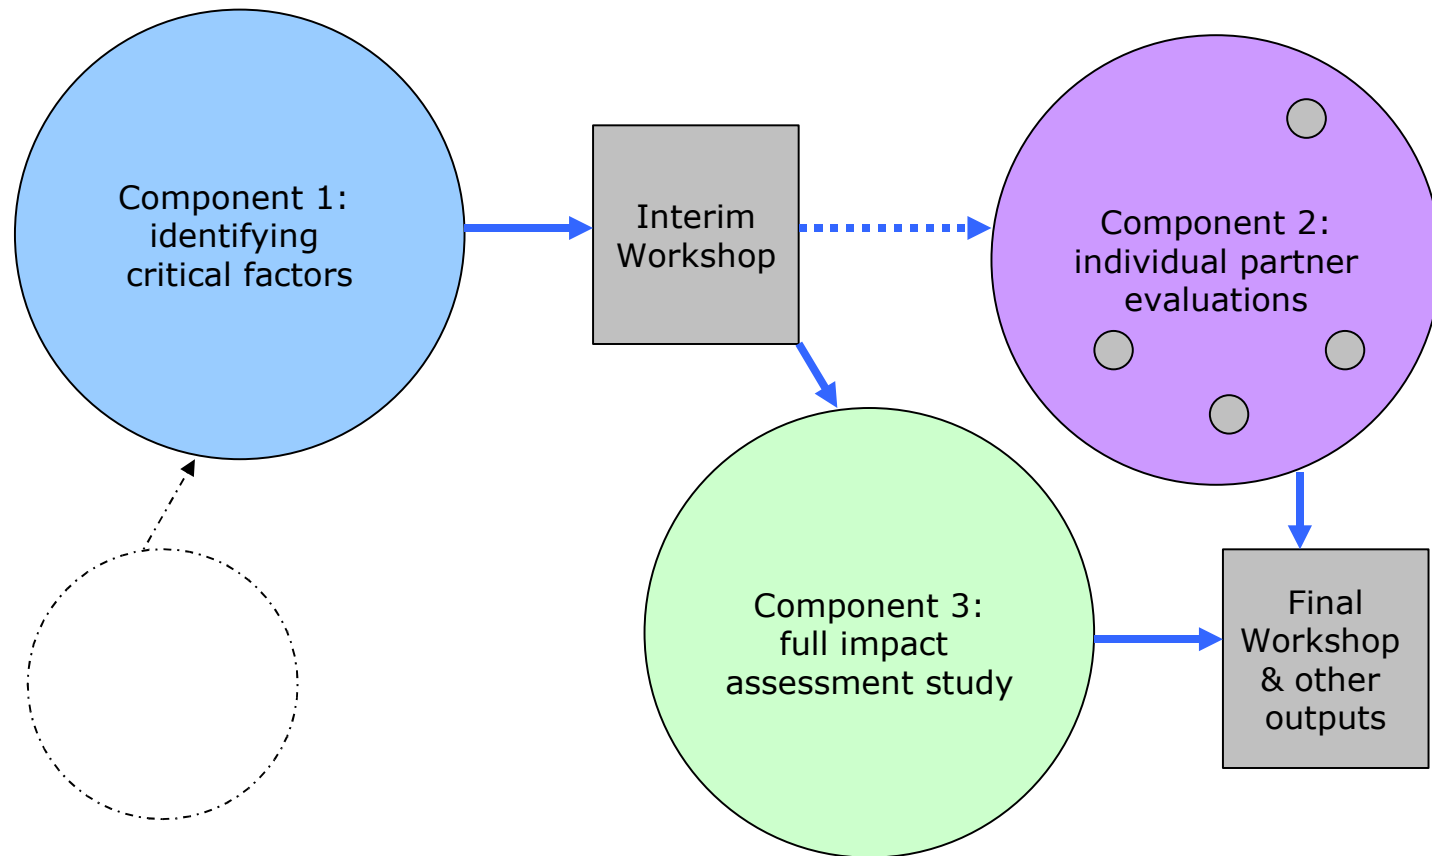 Component 1:
identifying
critical factors
Interim
Workshop
Component 2:
individual partner
evaluations
Component 3:
full impact
assessment study
Final
Workshop
& other
outputs